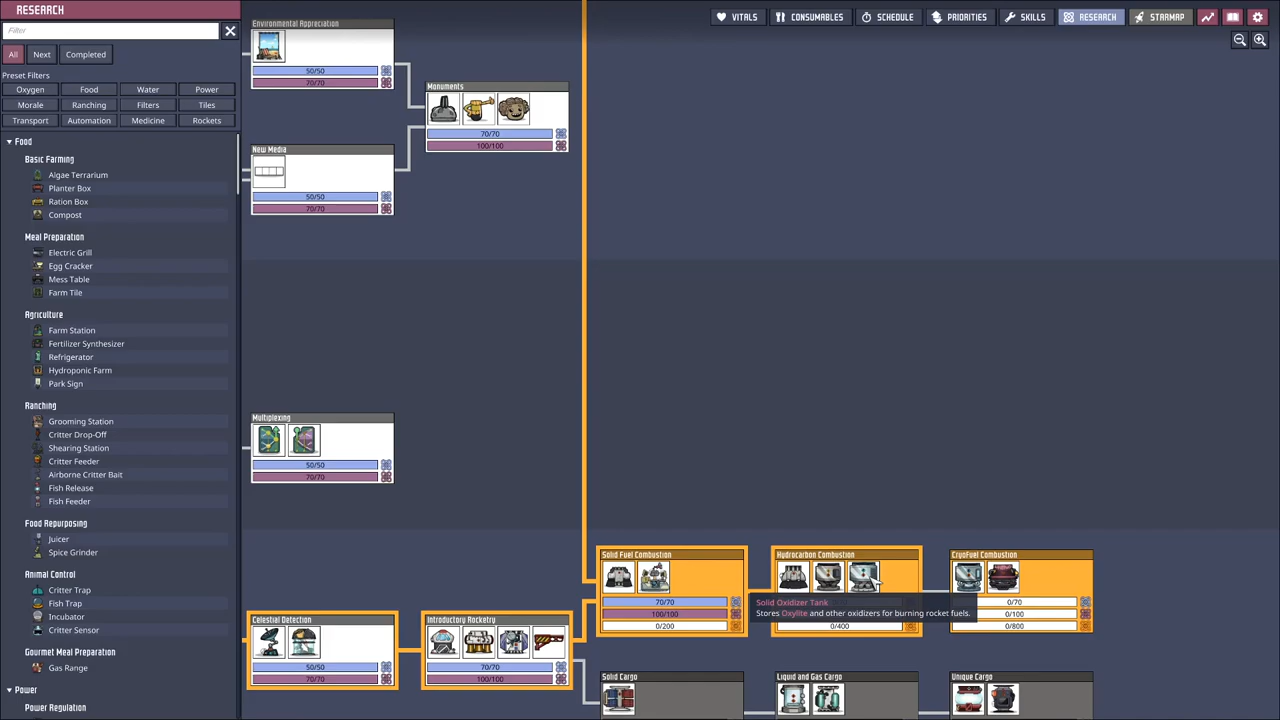 RESEARCH
Filter
All Next Completed
Preset Filters
Oxygen Food Water Power
Morale Ranching Filters Tiles
Transport Automation Medicine Rockets
Food
Basic Farming
Algae Terrarium
Planter Box
Ration Box
Compost
Meal Preparation
Electric Grill
Egg Cracker
Mess Table
Farm Tile
Agriculture
Farm Station
Fertilizer Synthesizer
Refrigerator
Hydroponic Farm
Park Sign
Ranching
Grooming Station
Critter Drop-Off
Shearing Station
Critter Feeder
Airborne Critter Bait
Fish Release
Fish Feeder
Food Repurposing
Juicer
Spice Grinder
Animal Control
Critter Trap
Fish Trap
Incubator
Critter Sensor
Gourmet Meal Preparation
Gas Range
Power
Power Regulation
VITALS CONSUMABLES SCHEDULE PRIORITIES SKILLS RESEARCH STARMAP
Environmental Appreciation
50/50
70/70
Monuments
70/70
100/100
New Media
50/50
70/70
Multiplexing
50/50
70/70
Solid Fuel Combustion
70/70
100/100
0/200
Hydrocarbon Combustion
Solid Oxidizer Tank
Stores Oxylite and other oxidizers for burning rocket fuels.
0/400
CryoFuel Combustion
0/70
0/100
0/800
Celestial Detection
50/50
70/70
Introductory Rocketry
70/70
100/100
Solid Cargo
Liquid and Gas Cargo
Unique Cargo